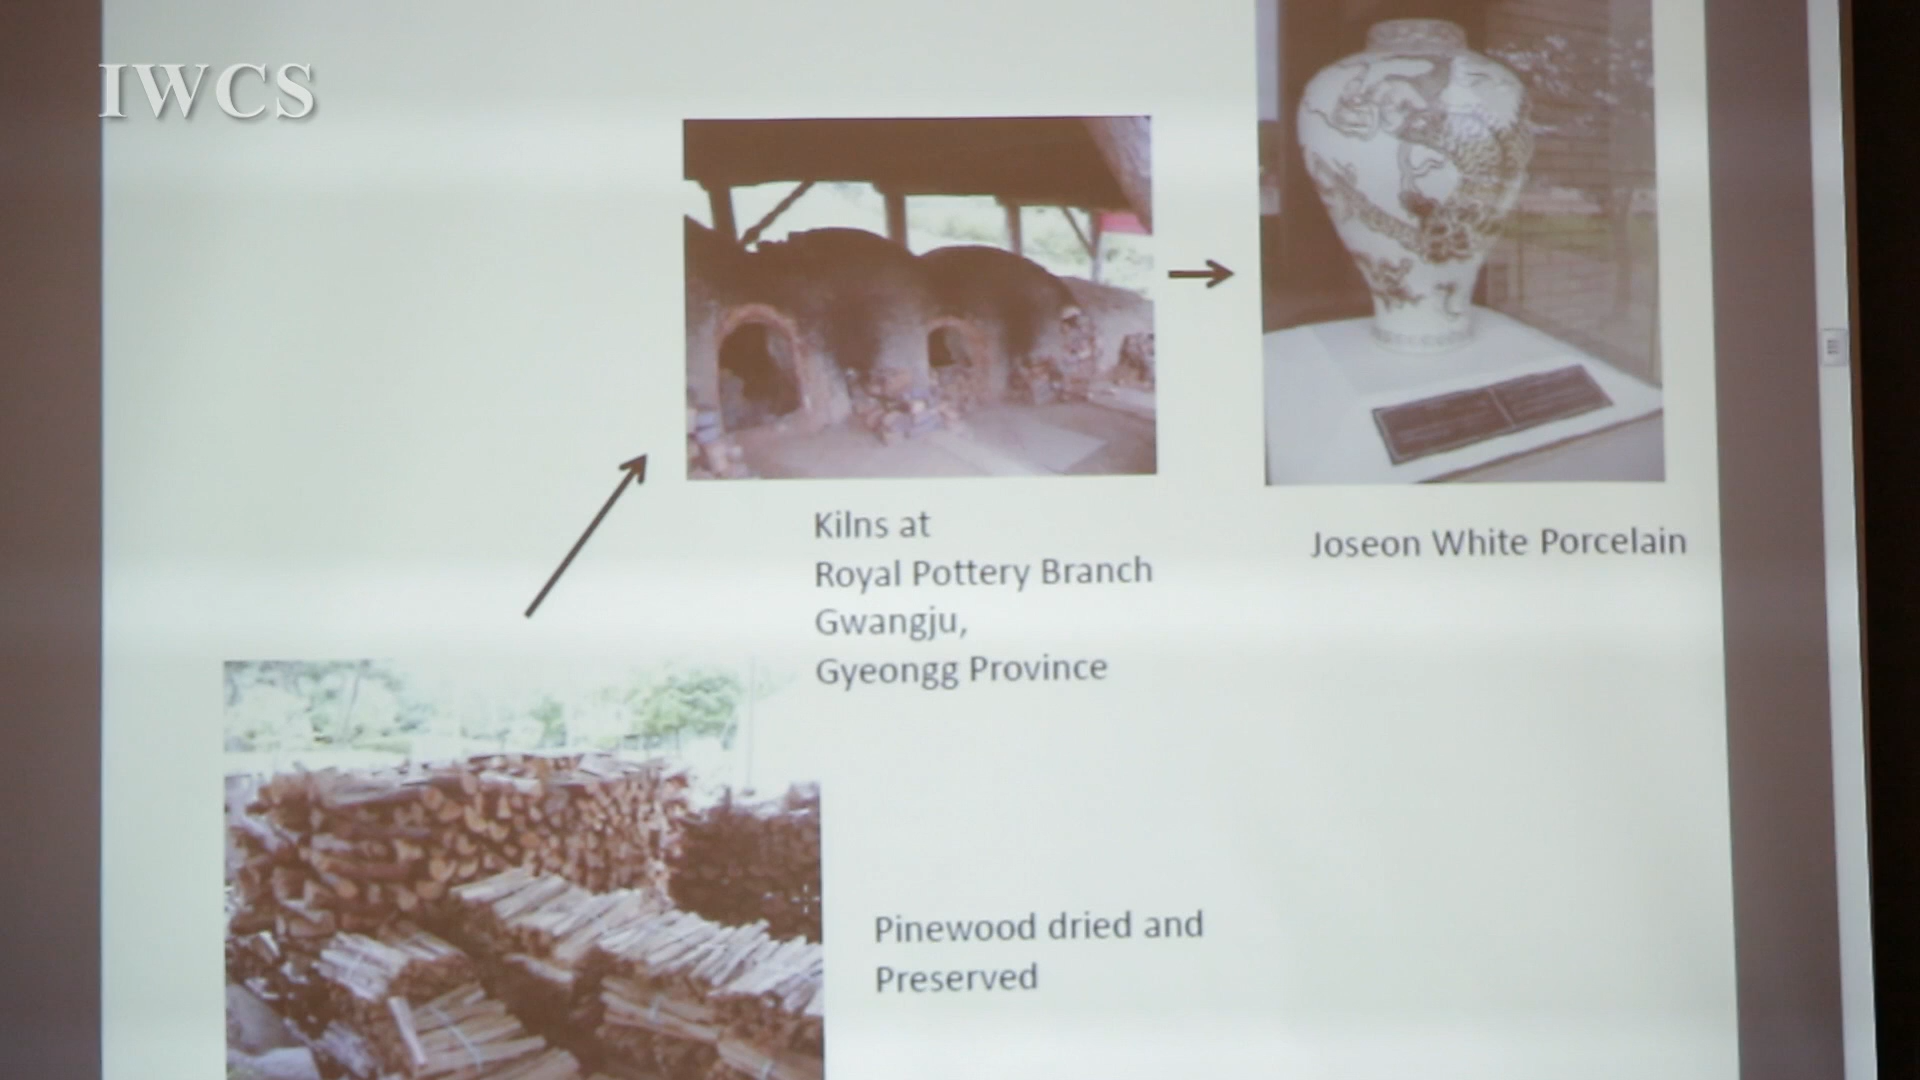 IWCS
Kilns at
Royal Pottery Branch
Gwangju,
Gyeongg Province
Joseon White Porcelain
Pinewood dried and
Preserved